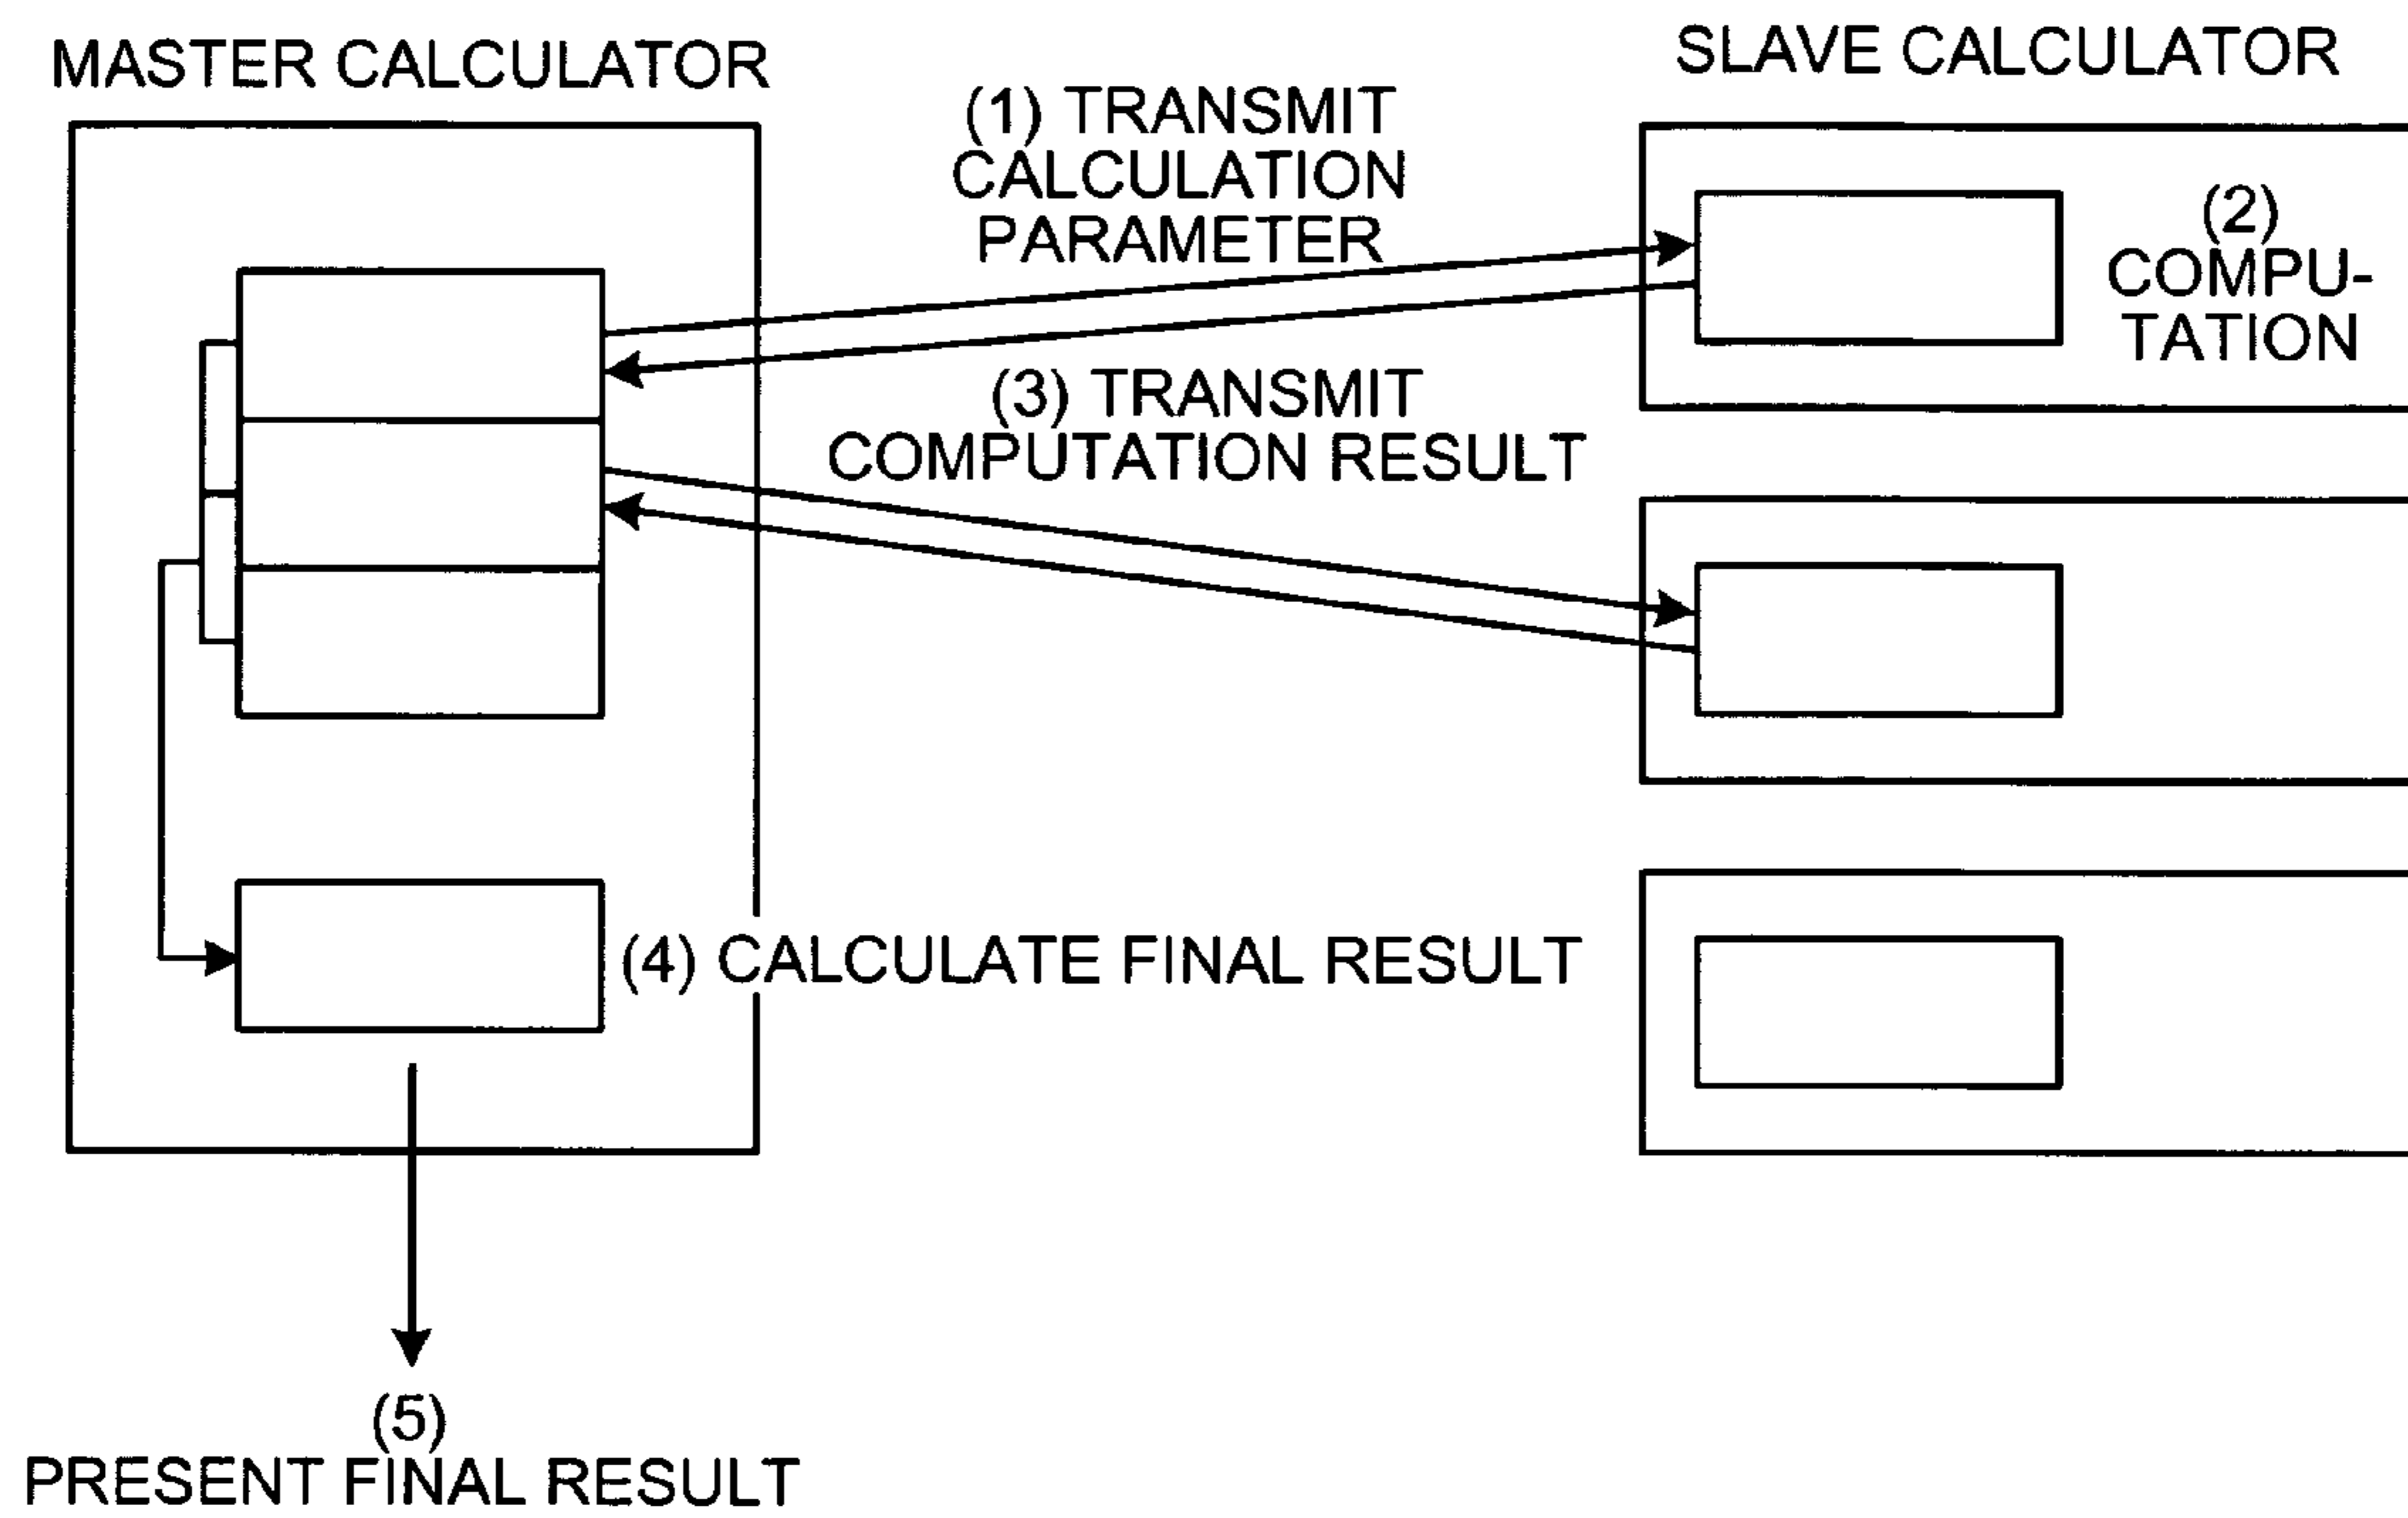 MASTER CALCULATOR
SLAVE CALCULATOR
(1) TRANSMIT
CALCULATION
PARAMETER
(2)
COMPU-
TATION
(3) TRANSMIT
COMPUTATION RESULT
(4) CALCULATE FINAL RESULT
(5)
PRESENT FINAL RESULT